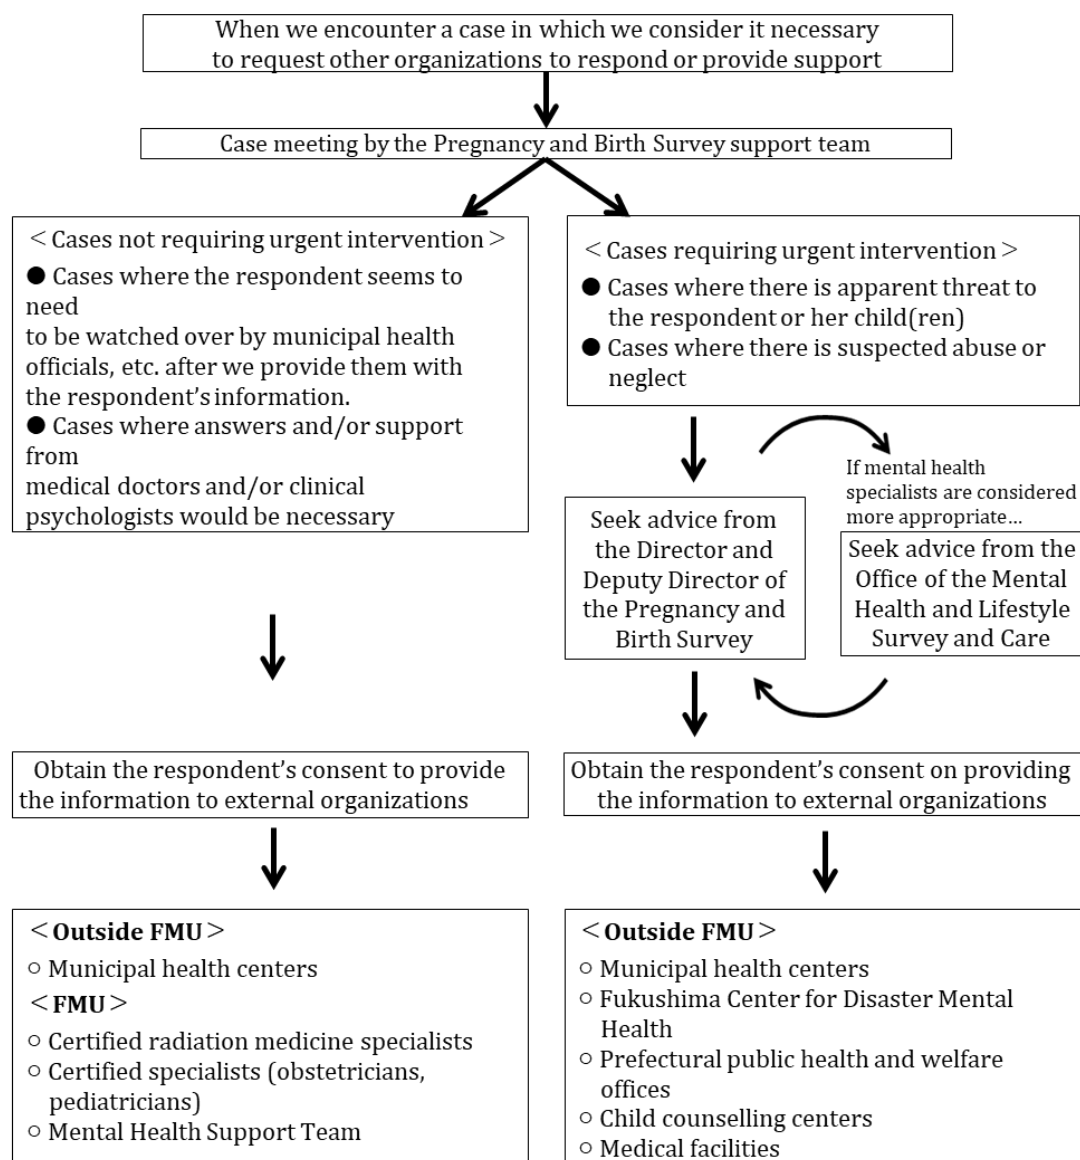 When we encounter a case in which we consider it necessary
to request other organizations to respond or provide support
Case meeting by the Pregnancy and Birth Survey support team
＜Cases not requiring urgent intervention＞
● Cases where the respondent seems to
need
to be watched over by municipal health
officials, etc. after we provide them with
the respondent’s information.
● Cases where answers and/or support
from
medical doctors and/or clinical
psychologists would be necessary
＜Cases requiring urgent intervention＞
● Cases where there is apparent threat to
the respondent or her child(ren)
● Cases where there is suspected abuse or
neglect
If mental health
specialists are considered
more appropriate…
Seek advice from
the Director and
Deputy Director of
the Pregnancy and
Birth Survey
Seek advice from the
Office of the Mental
Health and Lifestyle
Survey and Care
Obtain the respondent’s consent to provide
the information to external organizations
Obtain the respondent’s consent on providing
the information to external organizations
＜Outside FMU＞
○ Municipal health centers
＜FMU＞
○ Certified radiation medicine specialists
○ Certified specialists (obstetricians,
pediatricians)
○ Mental Health Support Team
＜Outside FMU＞
○ Municipal health centers
○ Fukushima Center for Disaster Mental
Health
○ Prefectural public health and welfare
offices
○ Child counselling centers
○ Medical facilities